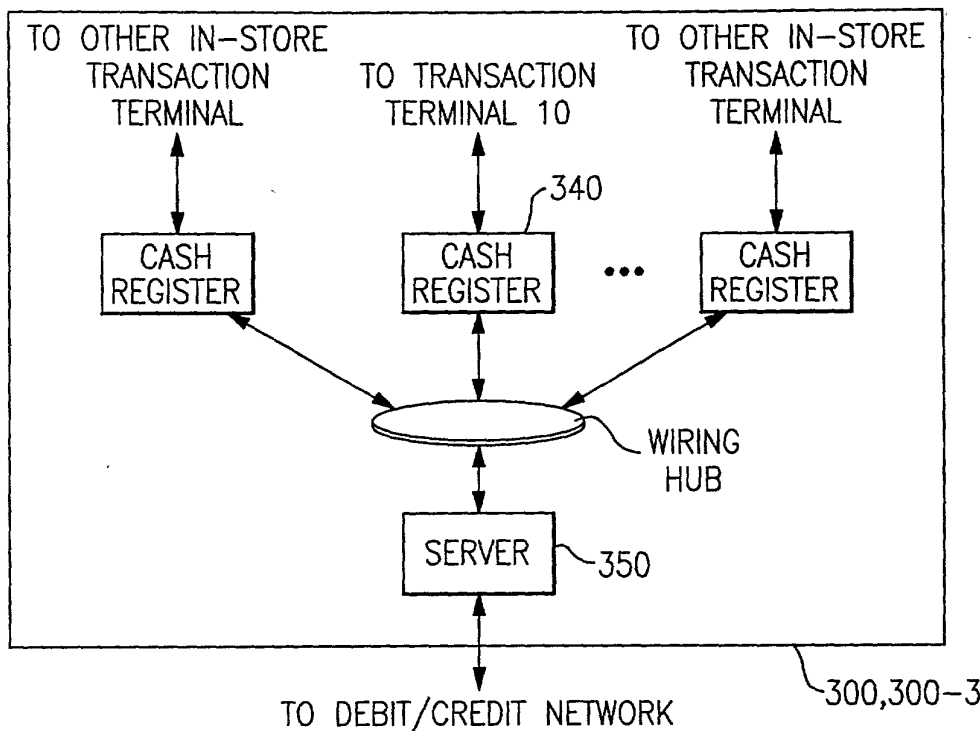 TO OTHER IN-STORE
TRANSACTION
TERMINAL
TO TRANSACTION
TERMINAL 10
TO OTHER IN-STORE
TRANSACTION
TERMINAL
340
CASH
REGISTER
CASH
REGISTER
CASH
REGISTER
WIRING
HUB
SERVER
350
300,300-3
TO DEBIT/CREDIT NETWORK